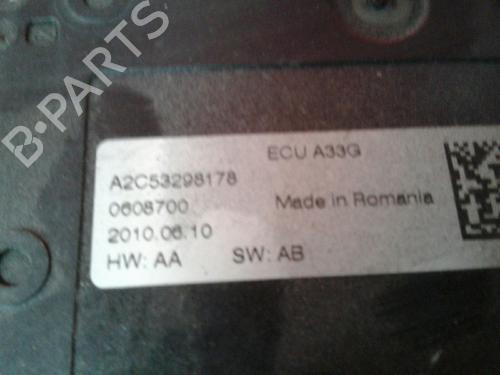 B-PARTS
ECU A33G
A2C53298178
0608700
Made in Romania
2010.06.10
HW: AA SW: AB